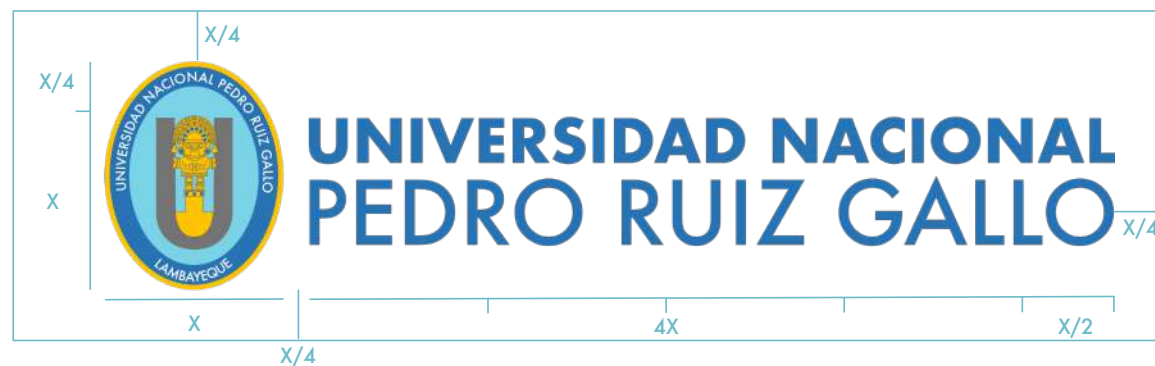 X/4
X/4
UNIVERSIDAD NACIONAL PEDRO RUIZ GALLO
LAMBAYEQUE
UNIVERSIDAD NACIONAL
PEDRO RUIZ GALLO
X
X/4
X
4X
X/2
X/4